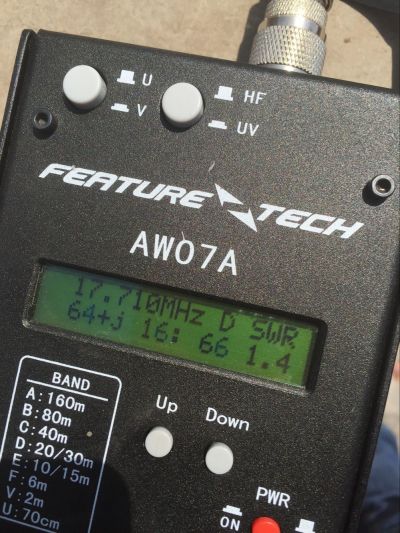 U
V
HF
UV
FEATURE TECH
AW07A
17.710MHz D SWR
64+j 16: 66 1.4
BAND
A:160m
B:80m
C:40m
D:20/30m
E:10/15m
F:6m
V:2m
U:70cm
Up Down
PWR
ON